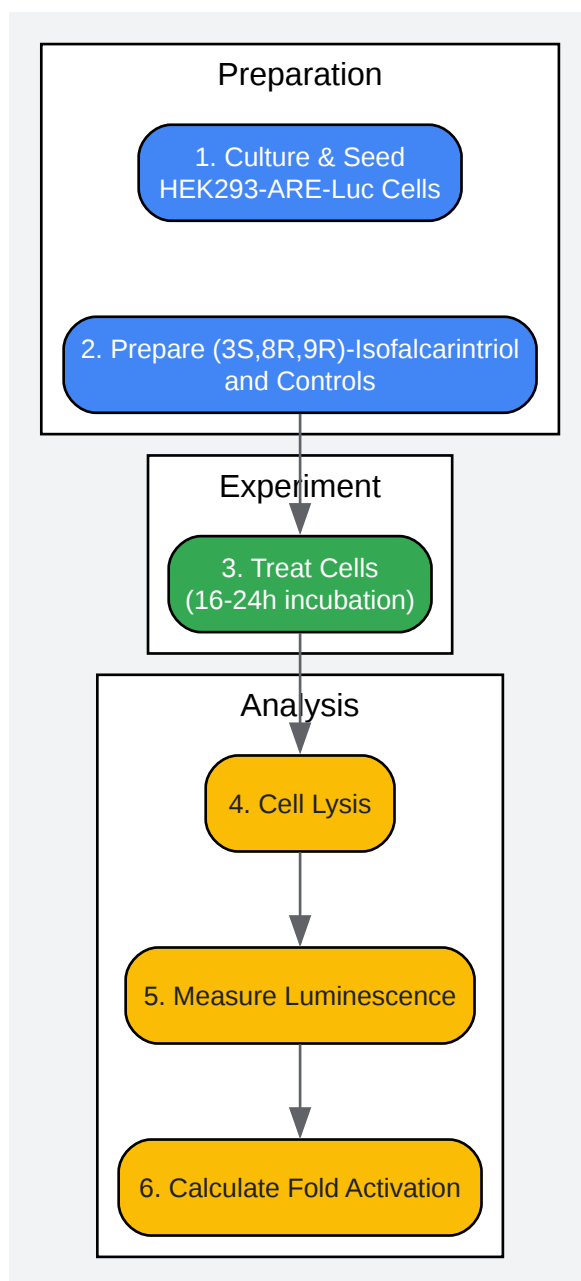 Preparation
1. Culture & Seed
HEK293-ARE-Luc Cells
2. Prepare (3S,8R,9R)-Isofalcarintriol
and Controls
Experiment
3. Treat Cells
(16-24h incubation)
Analysis
4. Cell Lysis
5. Measure Luminescence
6. Calculate Fold Activation